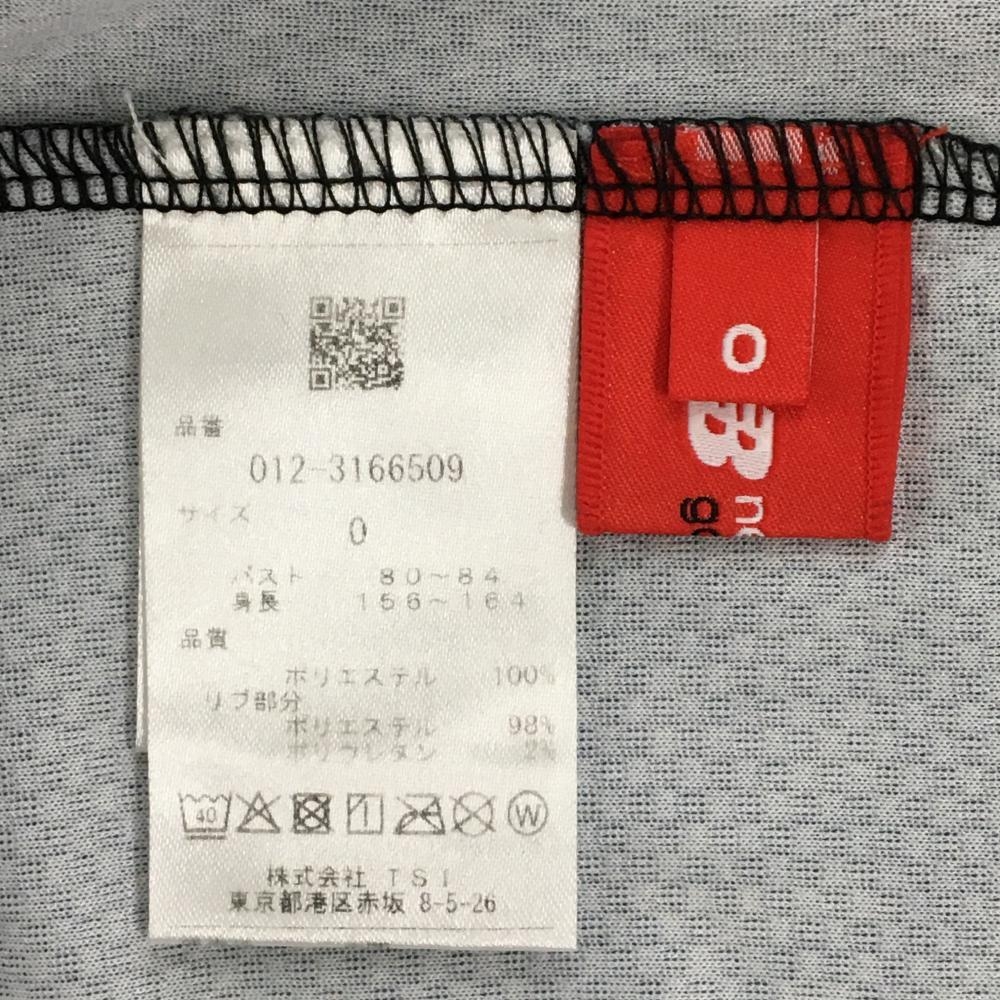 品番
012-3166509
サイズ
0
バスト 80～84
身長 156～164
品質
ポリエステル 100%
リブ部分
ポリエステル 98%
ポリウレタン 2%
40
W
株式会社 TSI
東京都港区赤坂 8-5-26
0